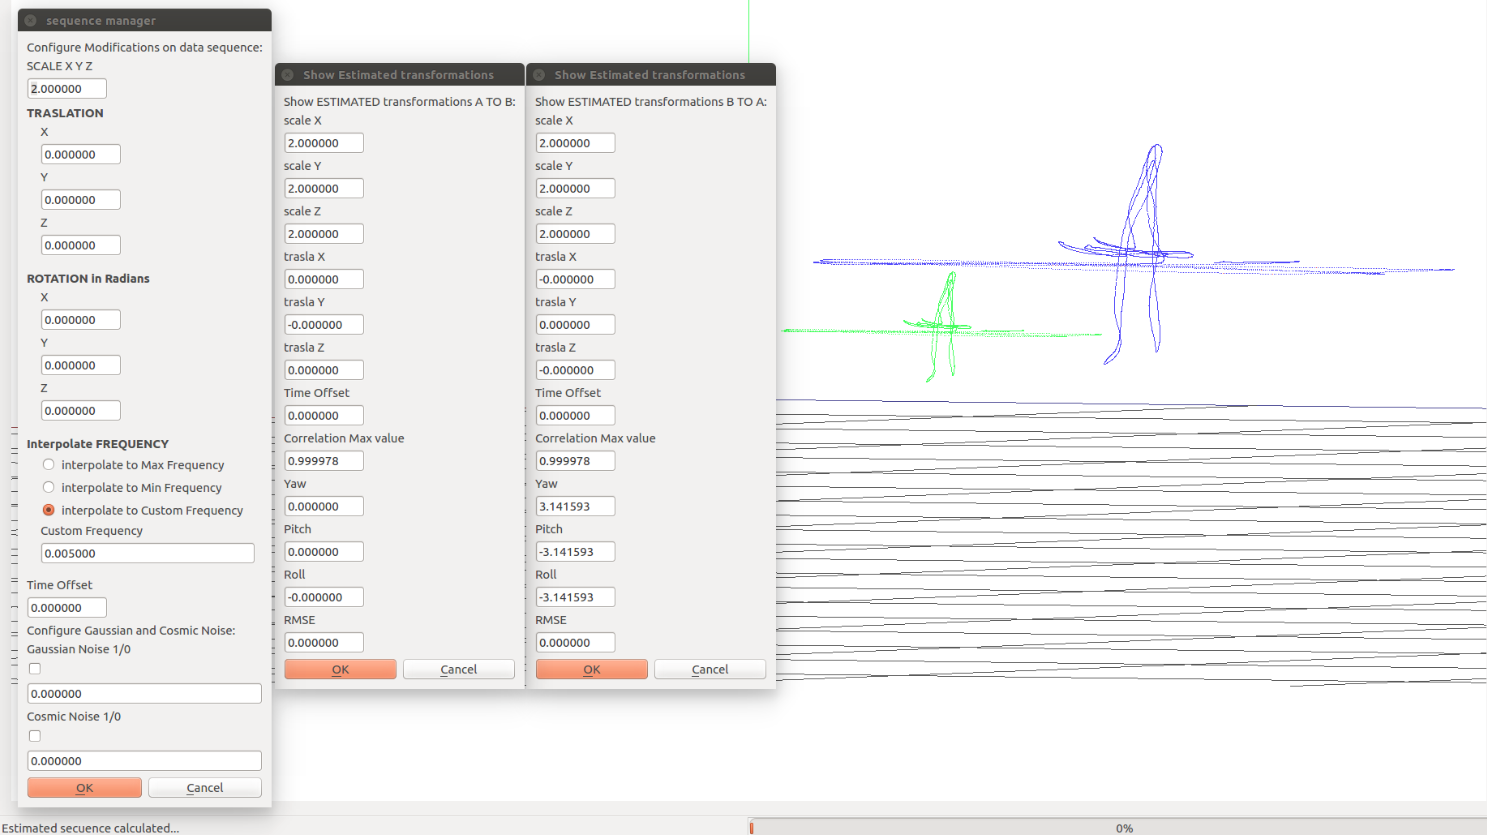 sequence manager
Configure Modifications on data sequence:
SCALE X Y Z
2.000000
TRASLATION
X
0.000000
Y
0.000000
Z
0.000000
ROTATION in Radians
X
0.000000
Y
0.000000
Z
0.000000
Interpolate FREQUENCY
interpolate to Max Frequency
interpolate to Min Frequency
interpolate to Custom Frequency
Custom Frequency
0.005000
Time Offset
0.000000
Configure Gaussian and Cosmic Noise:
Gaussian Noise 1/0
0.000000
Cosmic Noise 1/0
0.000000
OK Cancel
Show Estimated transformations
Show ESTIMATED transformations A TO B:
scale X
2.000000
scale Y
2.000000
scale Z
2.000000
trasla X
0.000000
trasla Y
-0.000000
trasla Z
0.000000
Time Offset
0.000000
Correlation Max value
0.999978
Yaw
0.000000
Pitch
0.000000
Roll
-0.000000
RMSE
0.000000
OK Cancel
Show Estimated transformations
Show ESTIMATED transformations B TO A:
scale X
2.000000
scale Y
2.000000
scale Z
2.000000
trasla X
-0.000000
trasla Y
0.000000
trasla Z
-0.000000
Time Offset
0.000000
Correlation Max value
0.999978
Yaw
3.141593
Pitch
-3.141593
Roll
-3.141593
RMSE
0.000000
OK Cancel
Estimated secuence calculated...
0%